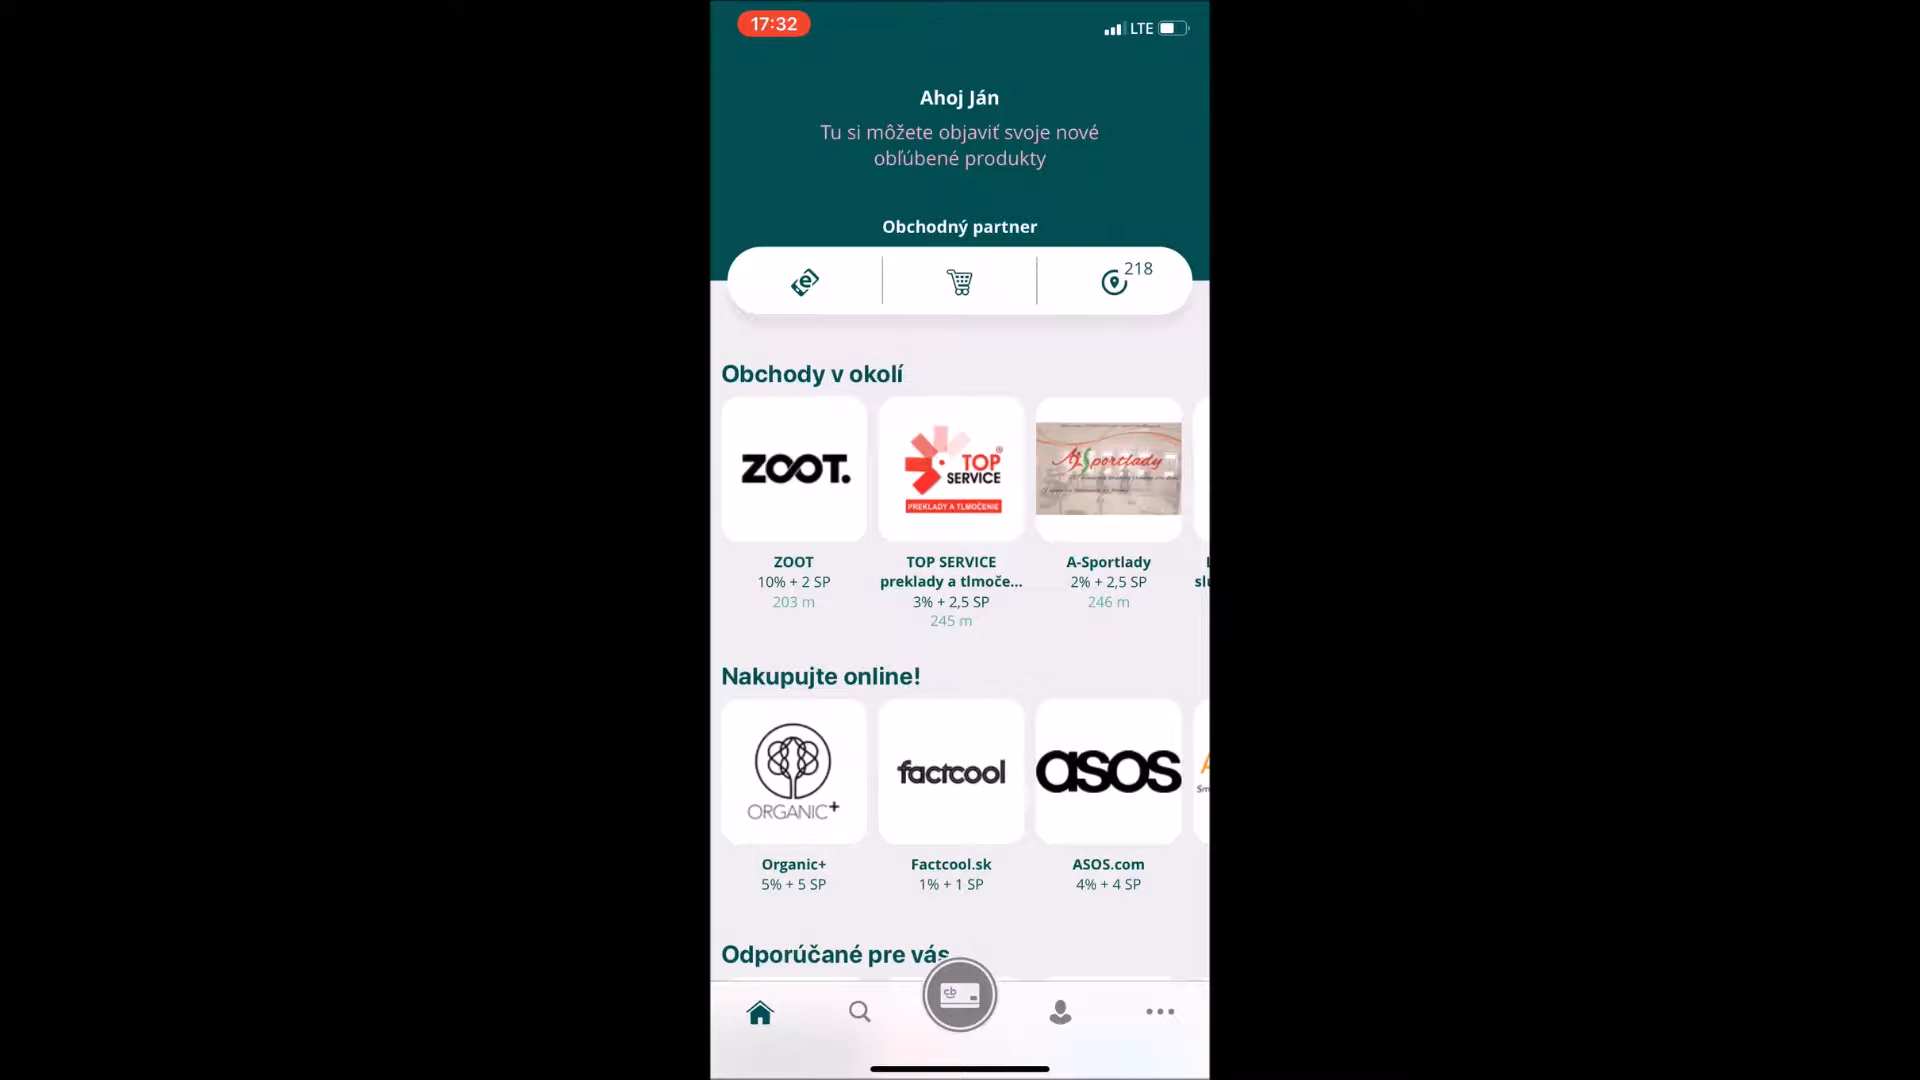 17:32
LTE
Ahoj Ján
Tu si môžete objaviť svoje nové
obľúbené produkty
Obchodný partner
218
Obchody v okolí
ZOOT.
TOP
SERVICE
PREKLADY A TLMOČENIE
Sportlady
ZOOT
10% + 2 SP
203 m
TOP SERVICE
preklady a tlmoče...
3% + 2,5 SP
245 m
A-Sportlady
2% + 2,5 SP
246 m
Nakupujte online!
ORGANIC+
factcool
asos
Organic+
5% + 5 SP
Factcool.sk
1% + 1 SP
ASOS.com
4% + 4 SP
Odporúčané pre vás
cb